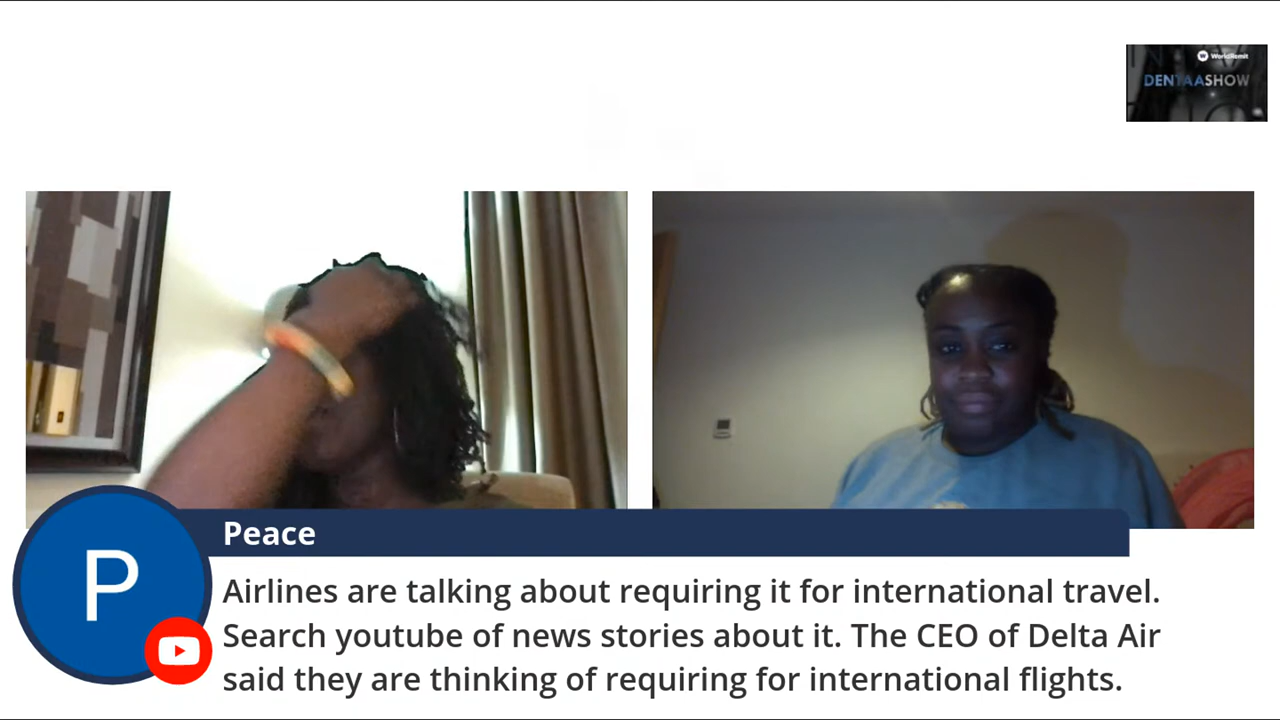 WorldRemit
DENTAASHOW
Peace
P
Airlines are talking about requiring it for international travel.
Search youtube of news stories about it. The CEO of Delta Air
said they are thinking of requiring for international flights.